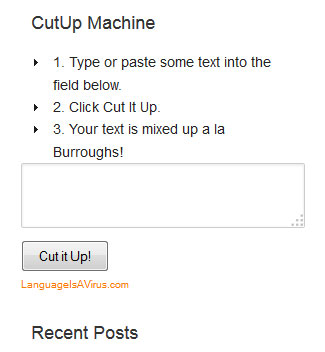 CutUp Machine
1. Type or paste some text into the
field below.
2. Click Cut It Up.
3. Your text is mixed up a la
Burroughs!
Cut it Up!
LanguageIsAVirus.com
Recent Posts